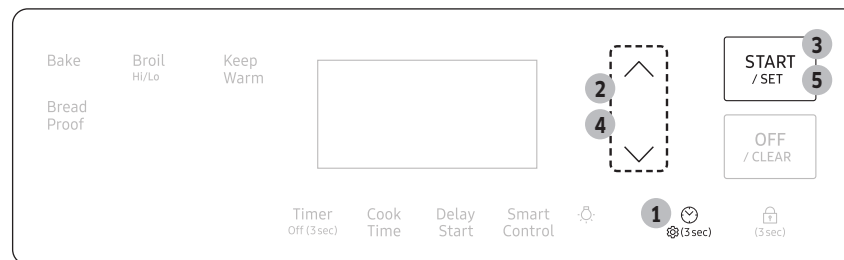 Bake
Broil
Hi/Lo
Keep
Warm
Bread
Proof
2
4
3
START
/ SET
5
OFF
/ CLEAR
Timer
Off (3 sec)
Cook
Time
Delay
Start
Smart
Control
1
(3 sec)
(3 sec)